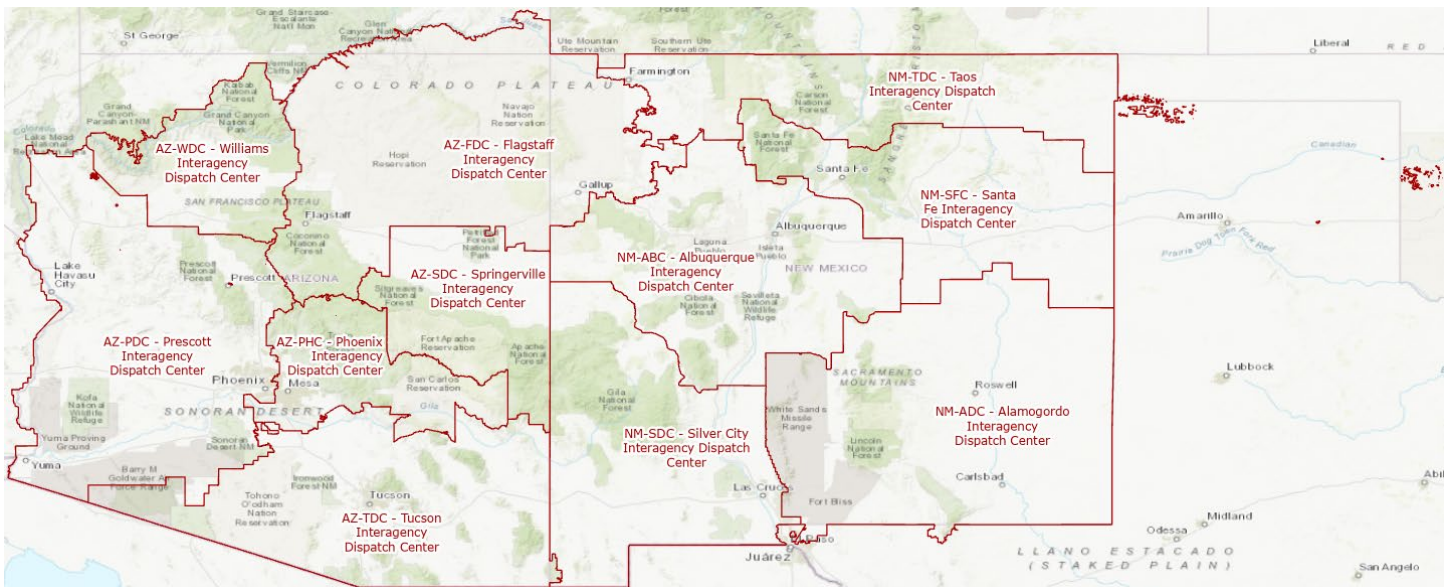 St George
Grand Staircase-
Escalante
Nat'l Mon
Glen
Canyon National
Recreation Area
San Juan
Ute Mountain
Reservation
Southern Ute
Reservation
Liberal
RED
Vermilion
Cliffs NM
Farmington
NM-TDC - Taos
Interagency Dispatch
Center
COLORADO PLATEAU
Kaibab
National
Forest
Carson
National
Forest
Grand
Canyon-
Parashant NM
Grand Canyon
National
Park
Navajo
Nation
Reservation
Colorado
Lake Mead
National
Recreation Area
AZ-WDC - Williams
Interagency
Dispatch Center
Hopi
Reservation
AZ-FDC - Flagstaff
Interagency
Dispatch Center
Santa Fe
National
Forest
Santa Fe
Canadian
Gallup
SAN FRANCISCO PLATEAU
NM-SFC - Santa
Fe Interagency
Dispatch Center
Flagstaff
Amarillo
Albuquerque
Coconino
National
Forest
Petrified
Forest
National
Park
Laguna
Pueblo
Isleta
Pueblo
Prairie Dog Town Fork Red
Lake
Havasu
City
Prescott
National
Forest
Prescott
ARIZONA
AZ-SDC - Springerville
Interagency
Dispatch Center
NM-ABC - Albuquerque
Interagency
Dispatch Center
NEW MEXICO
Sitgreaves
National
Forest
Cibola
National
Forest
Sevilleta
National
Wildlife
Refuge
AZ-PDC - Prescott
Interagency
Dispatch Center
AZ-PHC - Phoenix
Interagency
Dispatch Center
Fort Apache
Reservation
Apache
National
Forest
Phoenix
Mesa
San Carlos
Reservation
SACRAMENTO
MOUNTAINS
Roswell
Lubbock
Kofa
National
Wildlife
Refuge
SONORAN DESERT
Gila
Gila
National
Forest
White Sands
Missile
Range
NM-ADC - Alamogordo
Interagency
Dispatch Center
Yuma Proving
Ground
Sonoran
Desert NM
NM-SDC - Silver City
Interagency Dispatch
Center
Lincoln
National
Forest
Yuma
Barry M
Goldwater Air
Force Range
Ironwood
Forest NM
Tohono
O'odham
Nation
Reservation
Tucson
Las Cruces
Fort Bliss
Carlsbad
AZ-TDC - Tucson
Interagency
Dispatch Center
Juárez
Odessa
Midland
LLANO ESTACADO
(STAKED PLAIN)
San Angelo